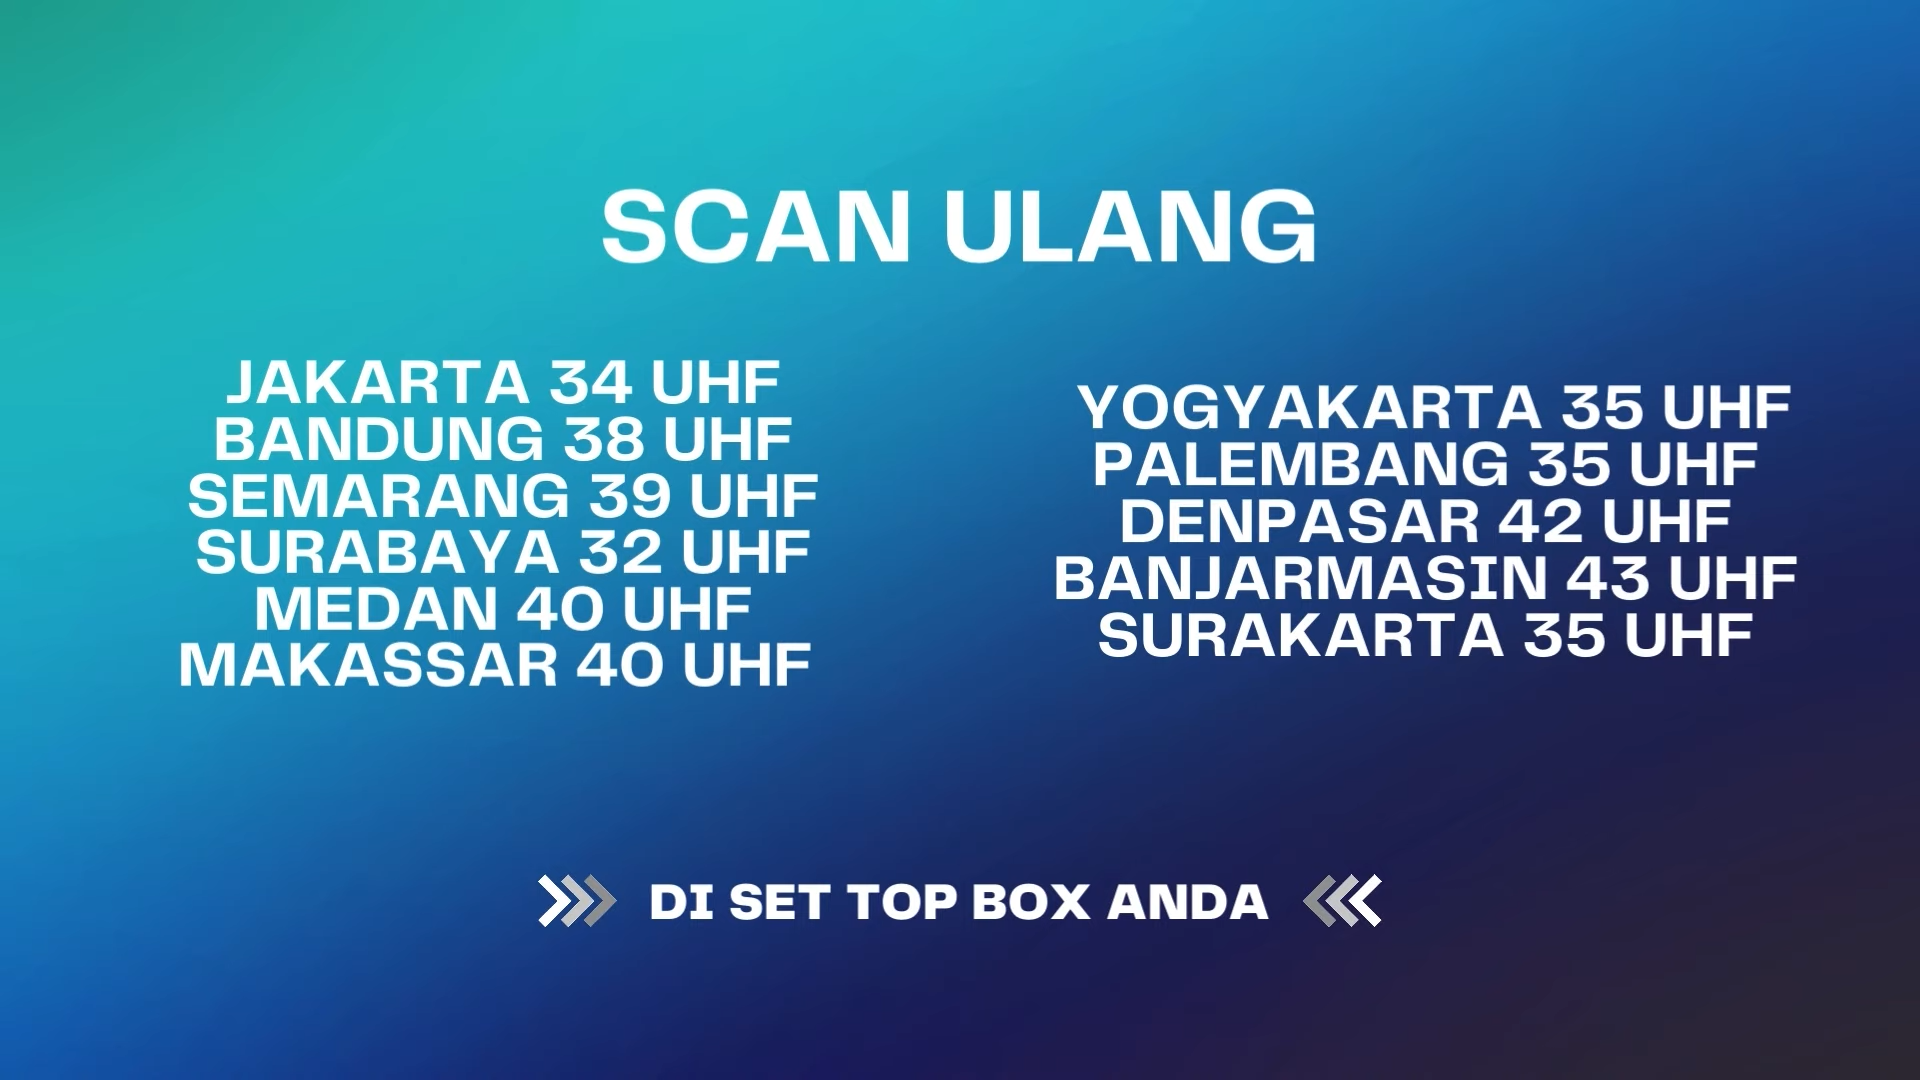 SCAN ULANG
JAKARTA 34 UHF
BANDUNG 38 UHF
SEMARANG 39 UHF
SURABAYA 32 UHF
MEDAN 40 UHF
MAKASSAR 40 UHF
YOGYAKARTA 35 UHF
PALEMBANG 35 UHF
DENPASAR 42 UHF
BANJARMASIN 43 UHF
SURAKARTA 35 UHF
DI SET TOP BOX ANDA